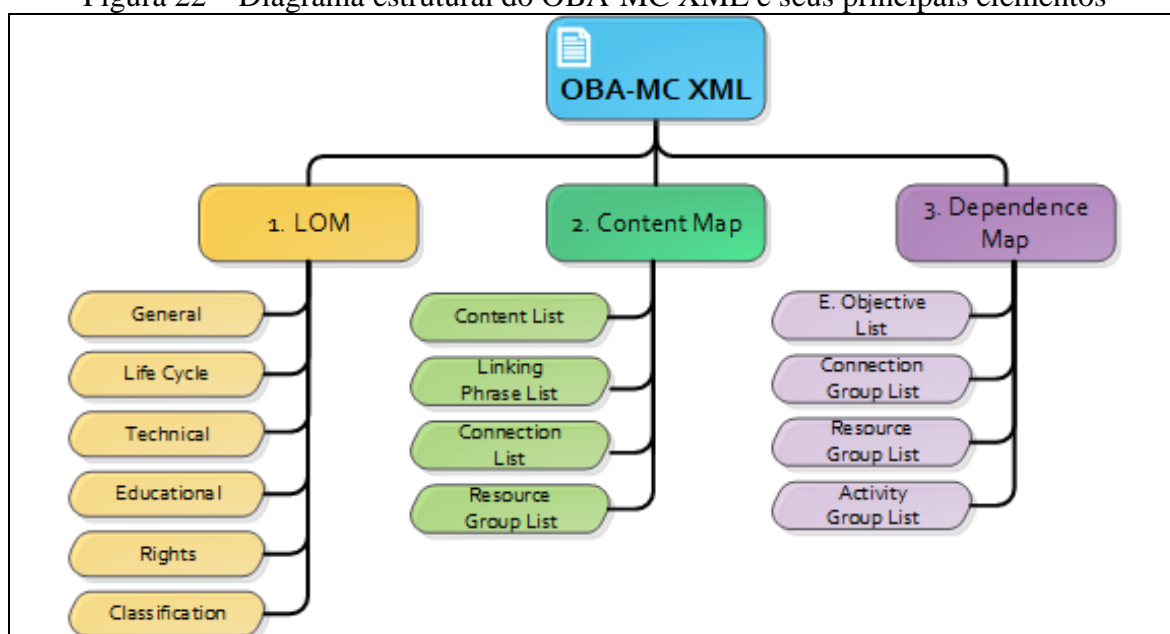 Figura 22 – Diagrama estrutural do OBA-MC XML e seus principais elementos
OBA-MC XML
1. LOM
2. Content Map
3. Dependence
Map
General
Life Cycle
Technical
Educational
Rights
Classification
Content List
Linking
Phrase List
Connection
List
Resource
Group List
E. Objective
List
Connection
Group List
Resource
Group List
Activity
Group List